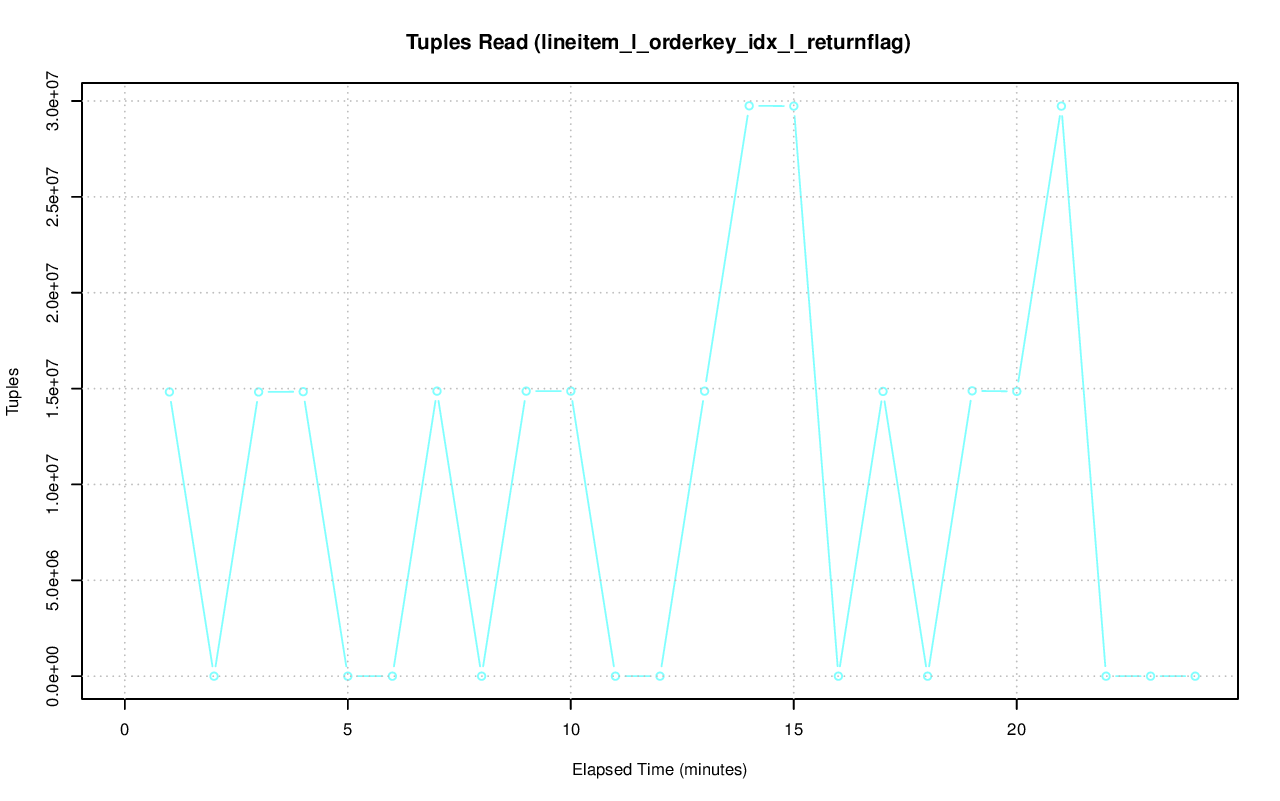 Tuples Read (lineitem_l_orderkey_idx_l_returnflag)
3.0e+07
2.5e+07
2.0e+07
1.5e+07
1.0e+07
5.0e+06
0.0e+00
Tuples
0 5 10 15 20
Elapsed Time (minutes)